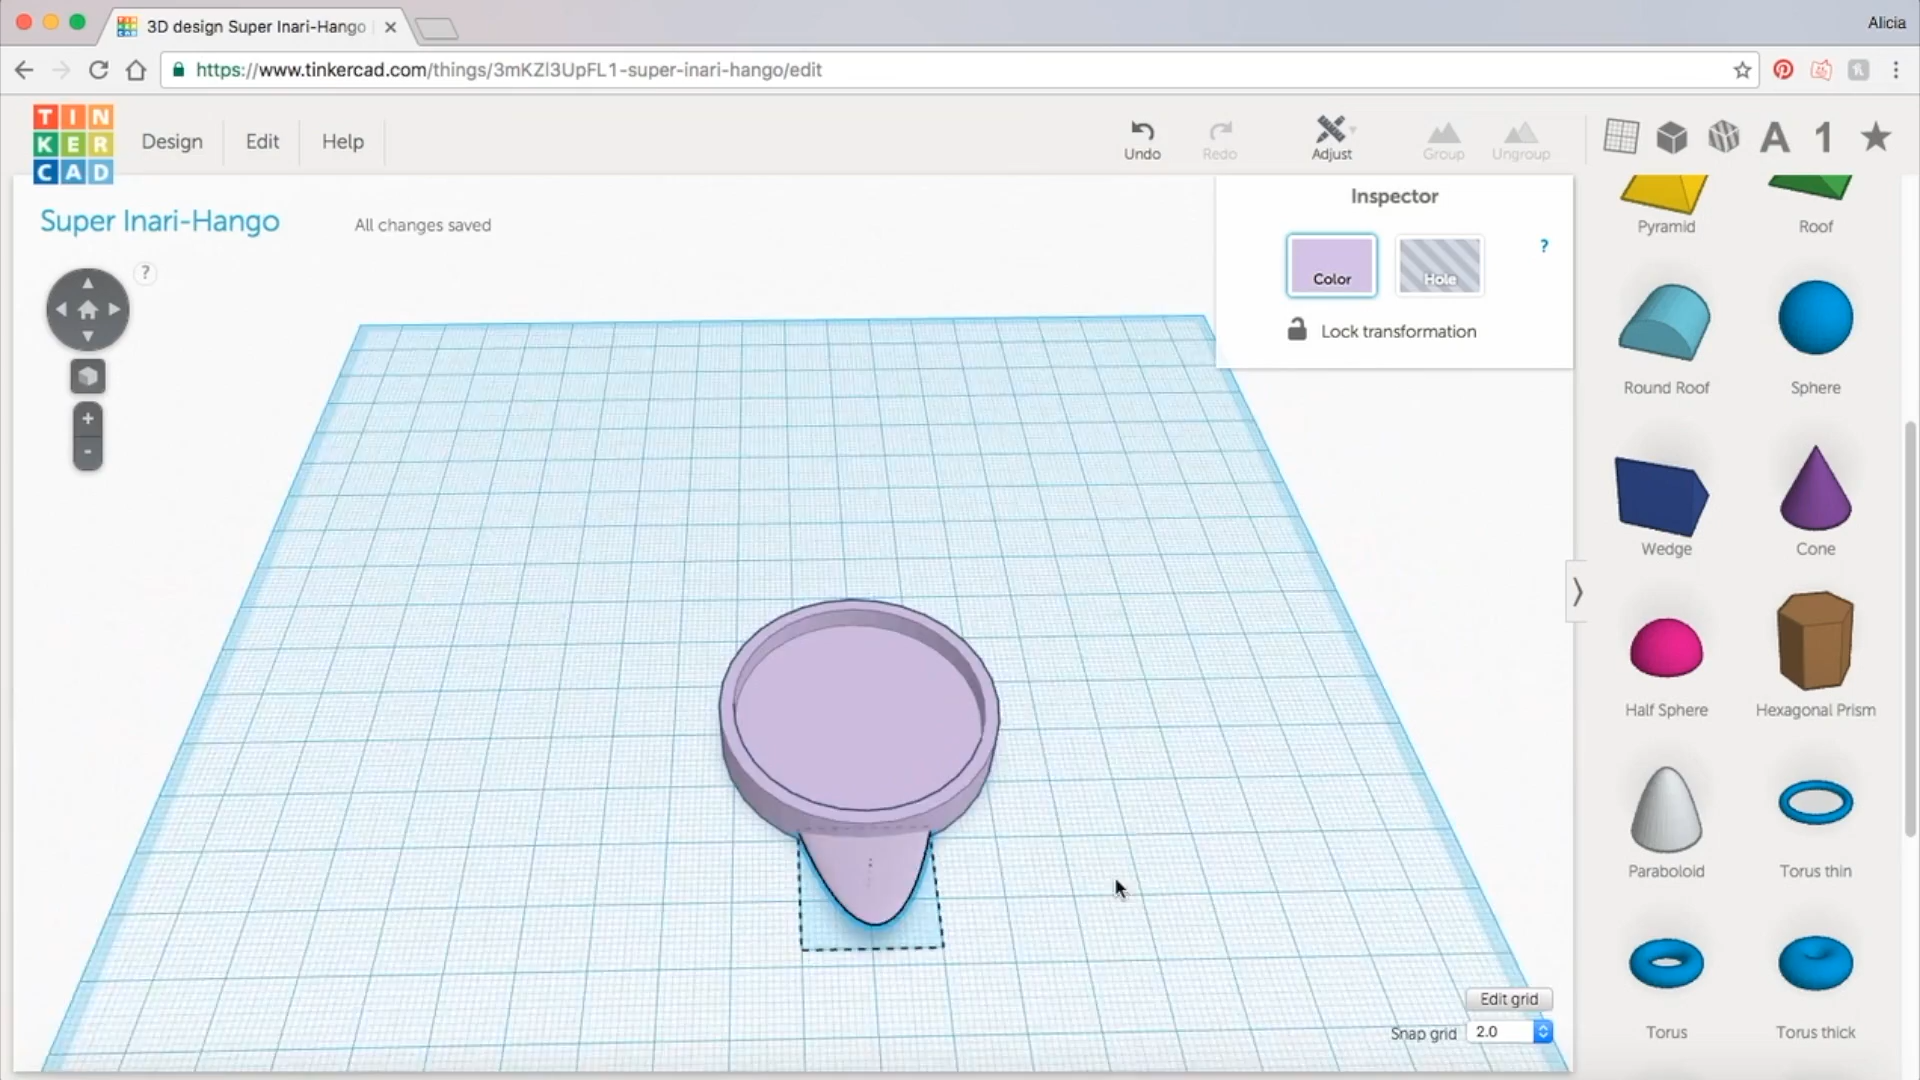 3D design Super Inari-Hango
Alicia
https://www.tinkercad.com/things/3mKZl3UpFL1-super-inari-hango/edit
TIN
KER
CAD
Design
Edit
Help
Undo
Redo
Adjust
Group
Ungroup
A
1
Super Inari-Hango
All changes saved
?
+
-
Inspector
Color
Hole
?
Lock transformation
Pyramid
Roof
Round Roof
Sphere
Wedge
Cone
Half Sphere
Hexagonal Prism
Paraboloid
Torus thin
Torus
Torus thick
Edit grid
Snap grid 2.0